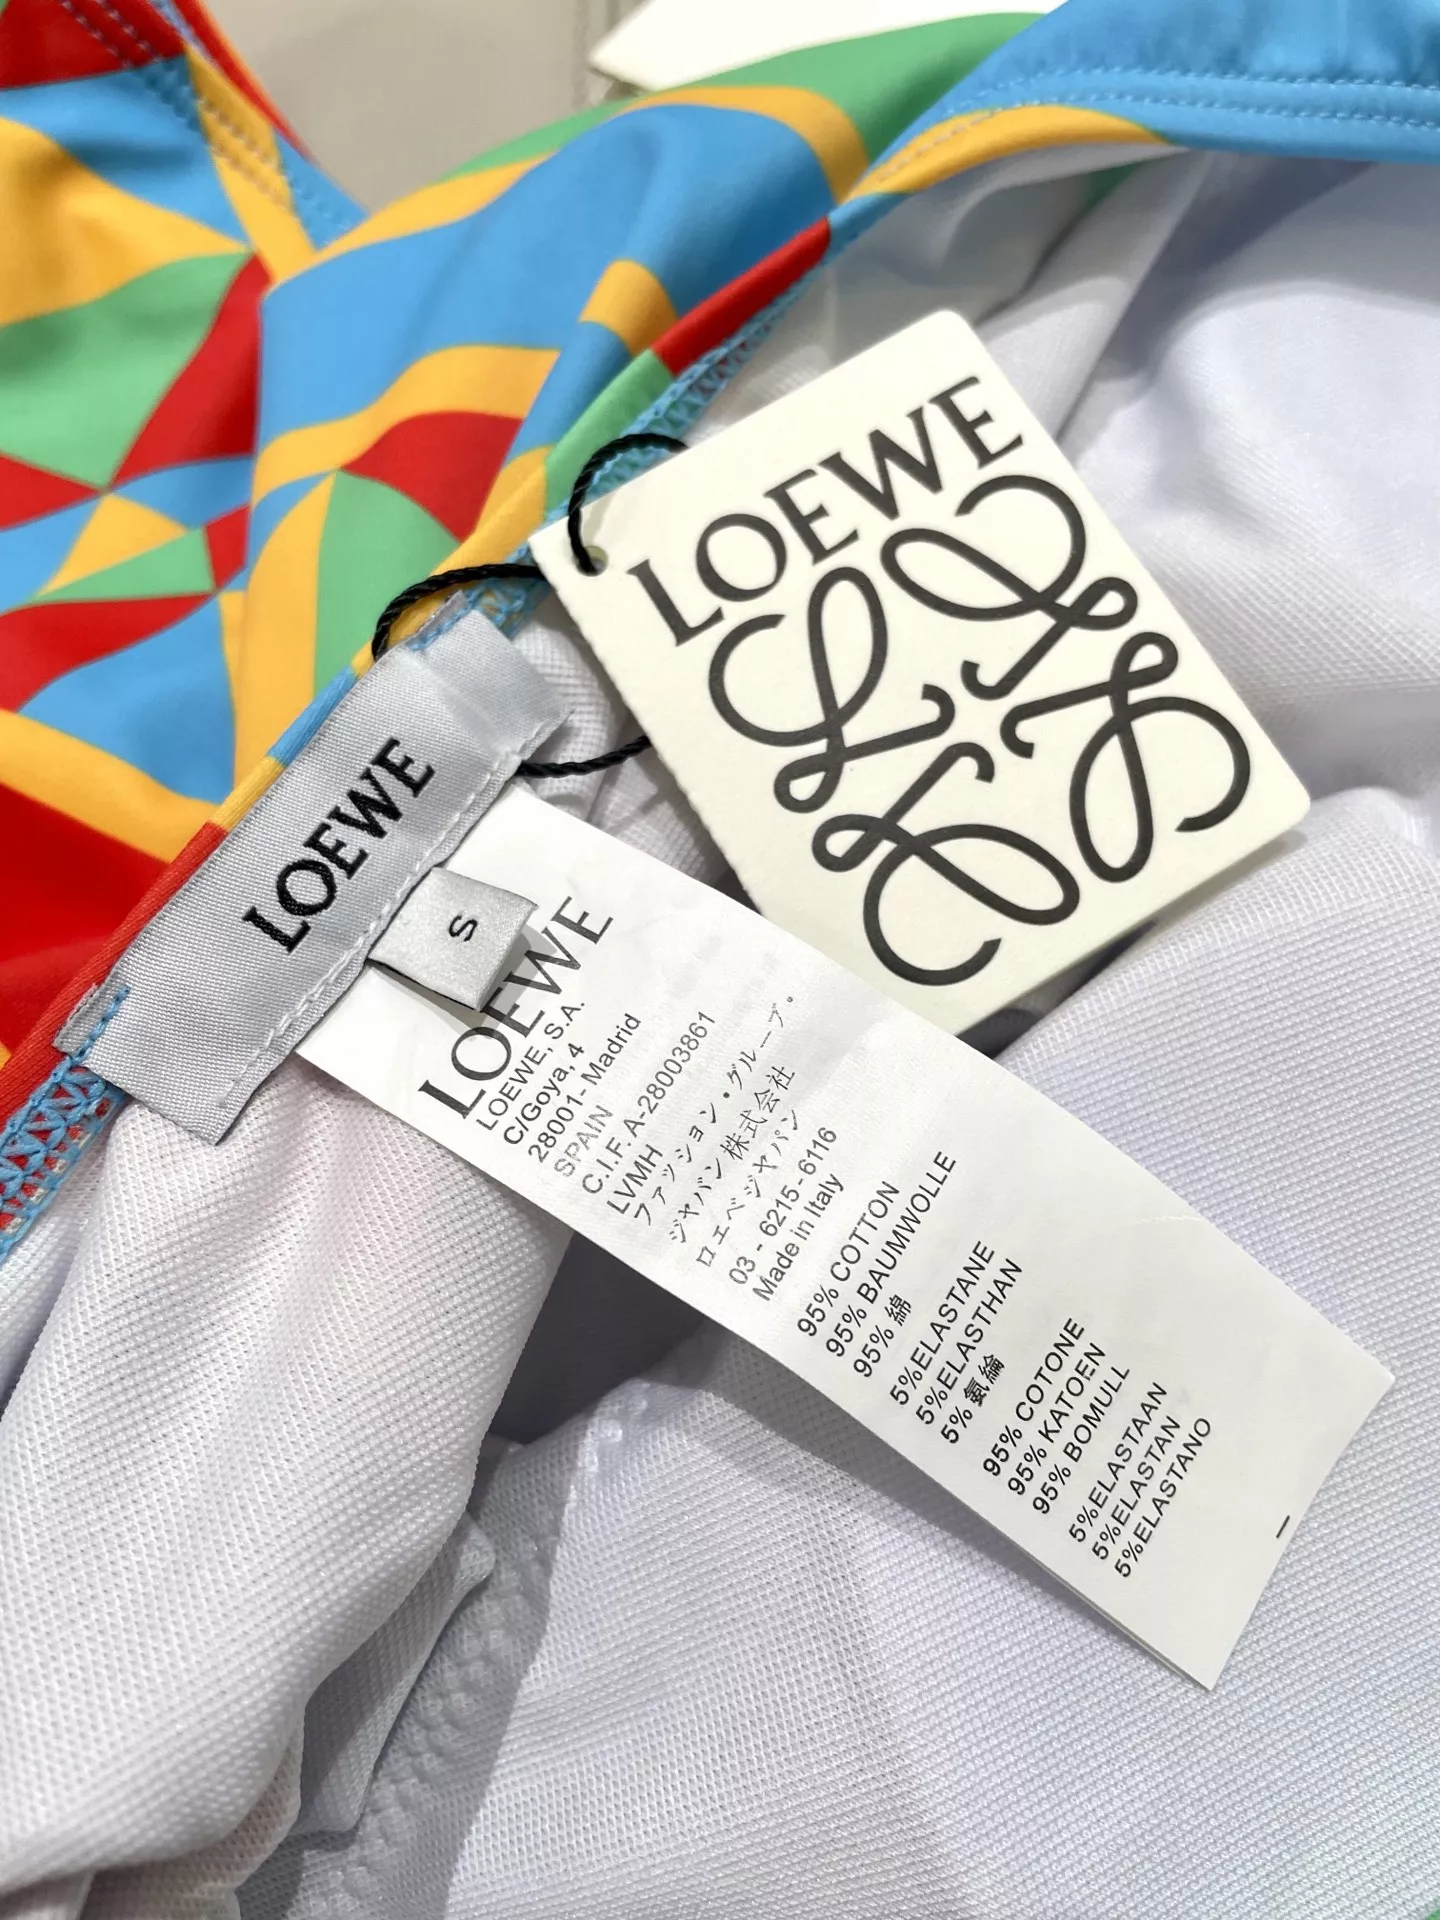 LOEWE
LOEWE
S
LOEWE
LOEWE, S.A.
C/Goya, 4
28001- Madrid
SPAIN
C.I.F. A-28003861
LVMH
ファッション・グループ。
ジャパン株式会社
ロエベジャパン
03 - 6215-6116
Made in Italy
95% COTTON
95% BAUMWOLLE
95% 綿
5%ELASTANE
5%ELASTHAN
5% 氨綸
95% COTONE
95% KATOEN
95% BOMULL
5%ELASTAAN
5%ELASTAN
5%ELASTANO